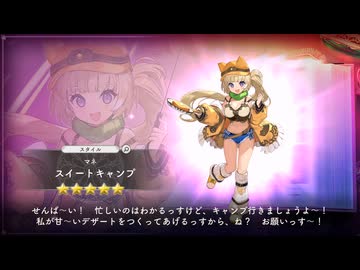 スタイル
マネ
スイートキャンプ
せんぱ〜い！　忙しいのはわかるっすけど、キャンプ行きましょうよ〜！
私が甘〜いデザートをつくってあげるっすから、ね？　お願いっす〜！